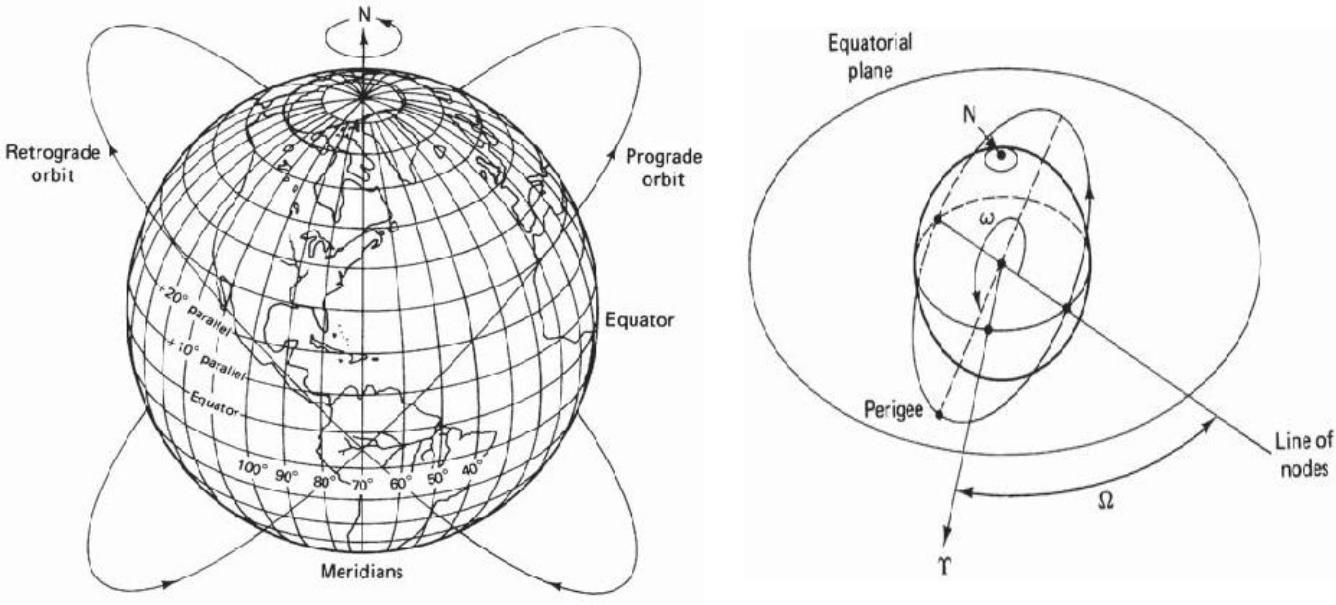 N
Retrograde
orbit
Prograde
orbit
+20° parallel
+10° parallel
Equator
Equator
100° 90° 80° 70° 60° 50° 40°
Meridians
Equatorial
plane
N
ω
Perigee
Line of
nodes
Ω
ϒ